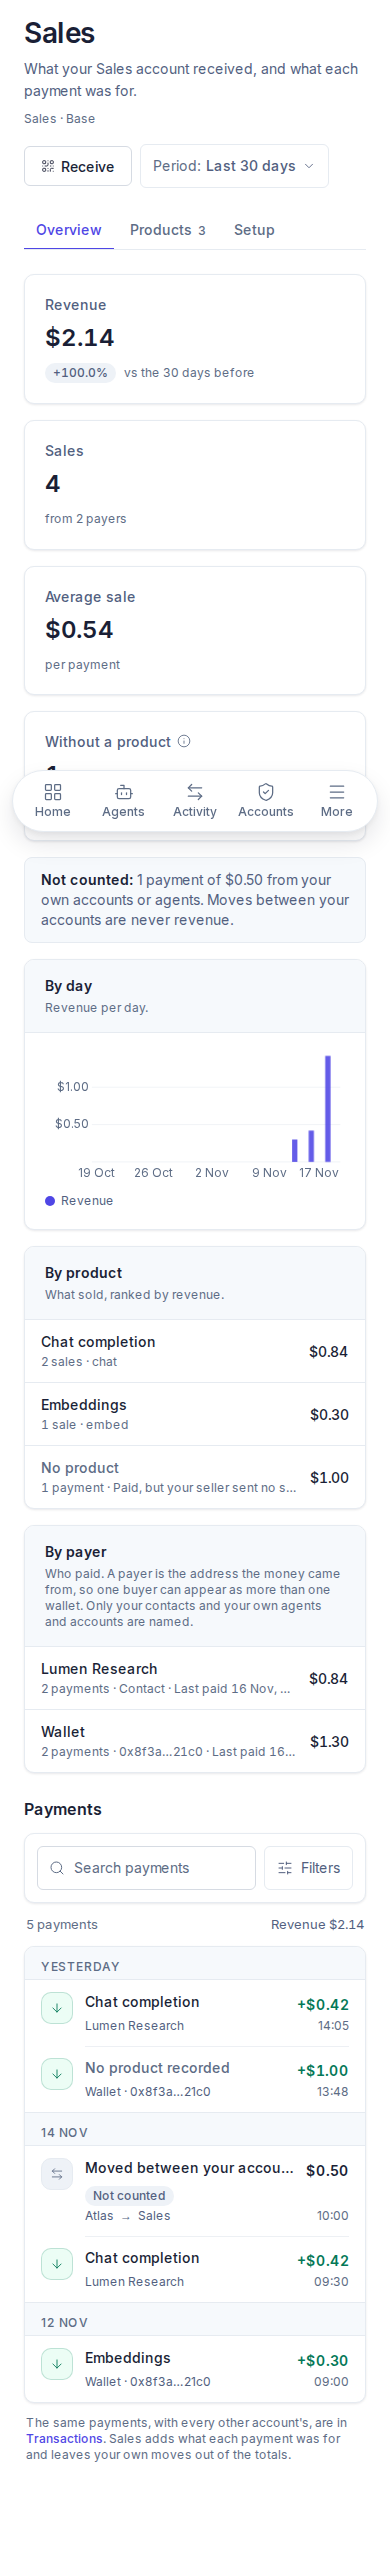 Sales
What your Sales account received, and what each
payment was for.
Sales · Base
Receive
Period: Last 30 days
Overview
Products 3
Setup
Revenue
$2.14
+100.0% vs the 30 days before
Sales
4
from 2 payers
Average sale
$0.54
per payment
Without a product
Home
Agents
Activity
Accounts
More
Not counted: 1 payment of $0.50 from your
own accounts or agents. Moves between your
accounts are never revenue.
By day
Revenue per day.
$1.00
$0.50
19 Oct
26 Oct
2 Nov
9 Nov
17 Nov
Revenue
By product
What sold, ranked by revenue.
Chat completion
$0.84
2 sales · chat
Embeddings
$0.30
1 sale · embed
No product
$1.00
1 payment · Paid, but your seller sent no s...
By payer
Who paid. A payer is the address the money came
from, so one buyer can appear as more than one
wallet. Only your contacts and your own agents
and accounts are named.
Lumen Research
$0.84
2 payments · Contact · Last paid 16 Nov, ...
Wallet
$1.30
2 payments · 0x8f3a...21c0 · Last paid 16...
Payments
Search payments
Filters
5 payments
Revenue $2.14
YESTERDAY
Chat completion
+$0.42
Lumen Research
14:05
No product recorded
+$1.00
Wallet · 0x8f3a...21c0
13:48
14 NOV
Moved between your accou...
$0.50
Not counted
Atlas → Sales
10:00
Chat completion
+$0.42
Lumen Research
09:30
12 NOV
Embeddings
+$0.30
Wallet · 0x8f3a...21c0
09:00
The same payments, with every other account's, are in
Transactions. Sales adds what each payment was for
and leaves your own moves out of the totals.